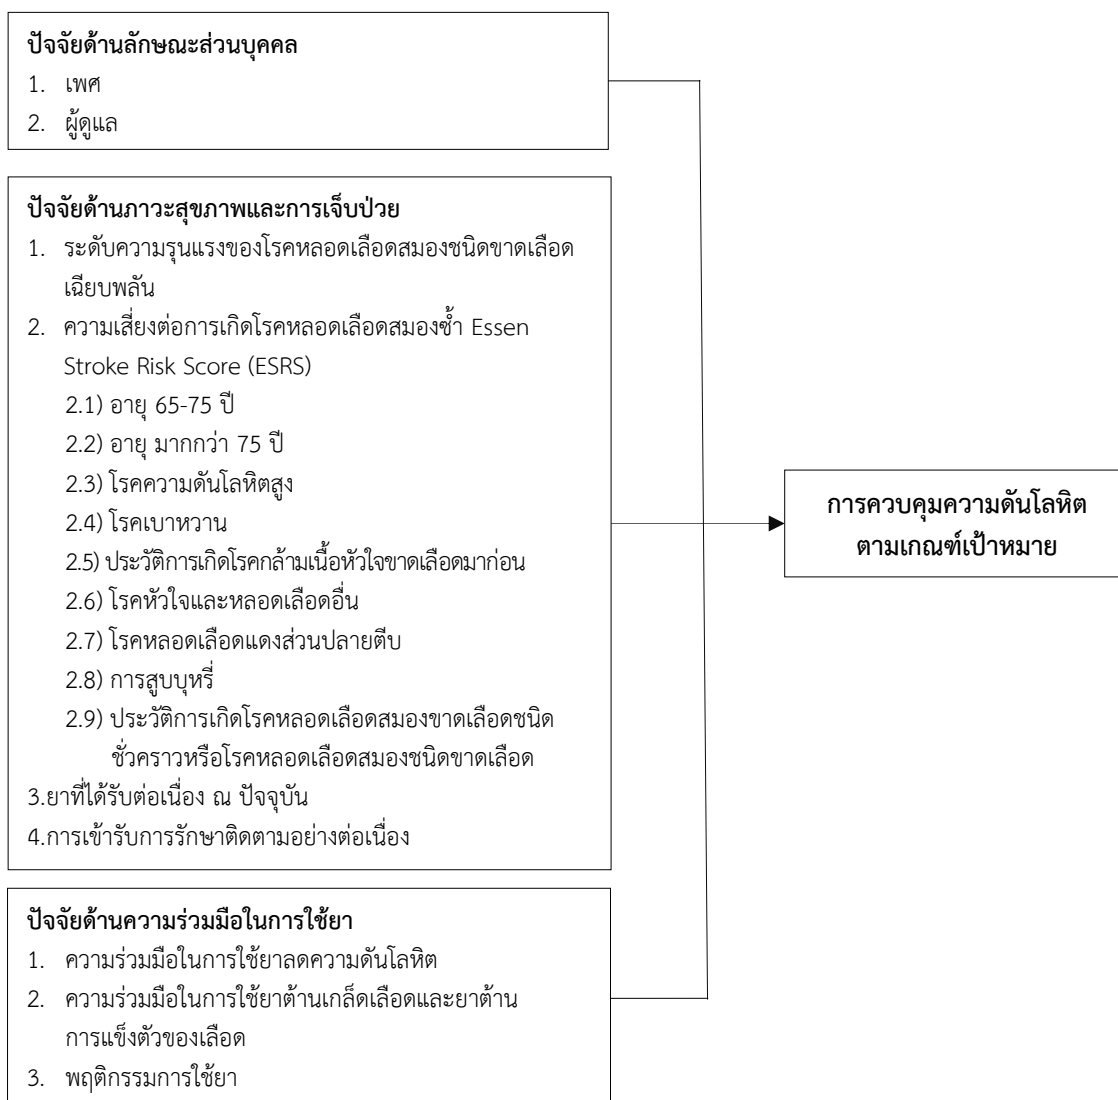 ปัจจัยด้านลักษณะส่วนบุคคล
1. เพศ
2. ผู้ดูแล
ปัจจัยด้านภาวะสุขภาพและการเจ็บป่วย
1. ระดับความรุนแรงของโรคหลอดเลือดสมองชนิดขาดเลือด
เฉียบพลัน
2. ความเสี่ยงต่อการเกิดโรคหลอดเลือดสมองซ้ำ Essen
Stroke Risk Score (ESRS)
2.1) อายุ 65-75 ปี
2.2) อายุ มากกว่า 75 ปี
2.3) โรคความดันโลหิตสูง
2.4) โรคเบาหวาน
2.5) ประวัติการเกิดโรคกล้ามเนื้อหัวใจขาดเลือดมาก่อน
2.6) โรคหัวใจและหลอดเลือดอื่น
2.7) โรคหลอดเลือดแดงส่วนปลายตีบ
2.8) การสูบบุหรี่
2.9) ประวัติการเกิดโรคหลอดเลือดสมองขาดเลือดชนิด
ชั่วคราวหรือโรคหลอดเลือดสมองชนิดขาดเลือด
3.ยาที่ได้รับต่อเนื่อง ณ ปัจจุบัน
4.การเข้ารับการรักษาติดตามอย่างต่อเนื่อง
ปัจจัยด้านความร่วมมือในการใช้ยา
1. ความร่วมมือในการใช้ยาลดความดันโลหิต
2. ความร่วมมือในการใช้ยาต้านเกล็ดเลือดและยาต้าน
การแข็งตัวของเลือด
3. พฤติกรรมการใช้ยา
การควบคุมความดันโลหิต
ตามเกณฑ์เป้าหมาย